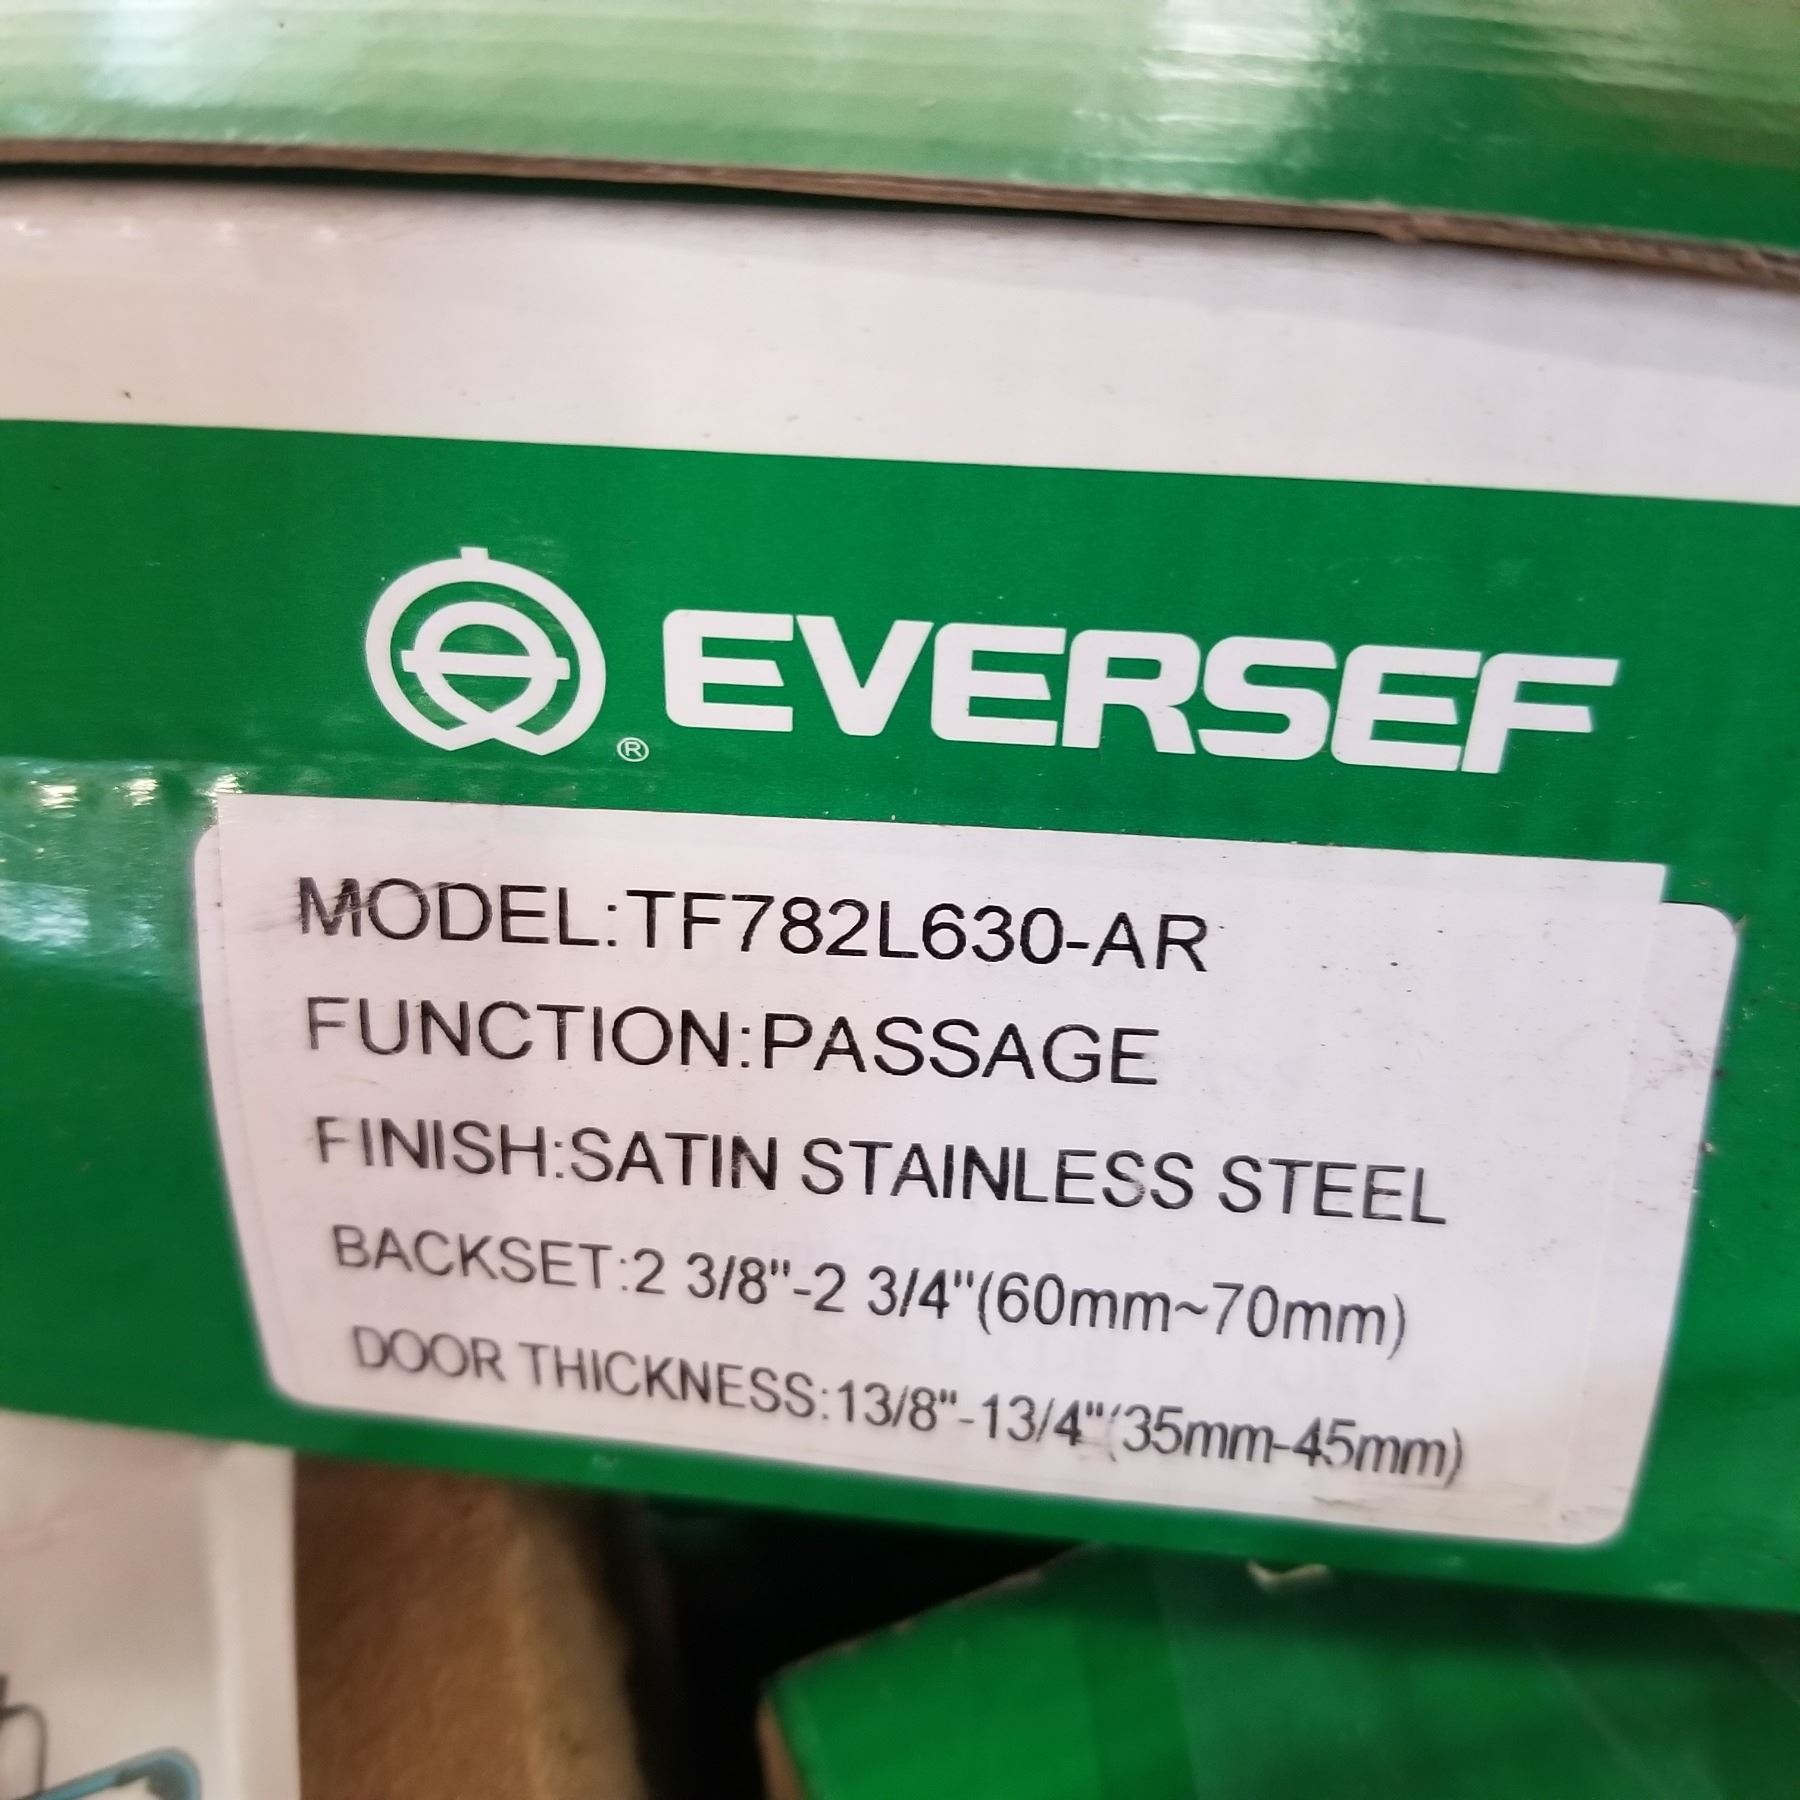 ® EVERSEF
MODEL:TF782L630-AR
FUNCTION:PASSAGE
FINISH:SATIN STAINLESS STEEL
BACKSET:2 3/8"-2 3/4"(60mm~70mm)
DOOR THICKNESS:13/8"-13/4"(35mm-45mm)